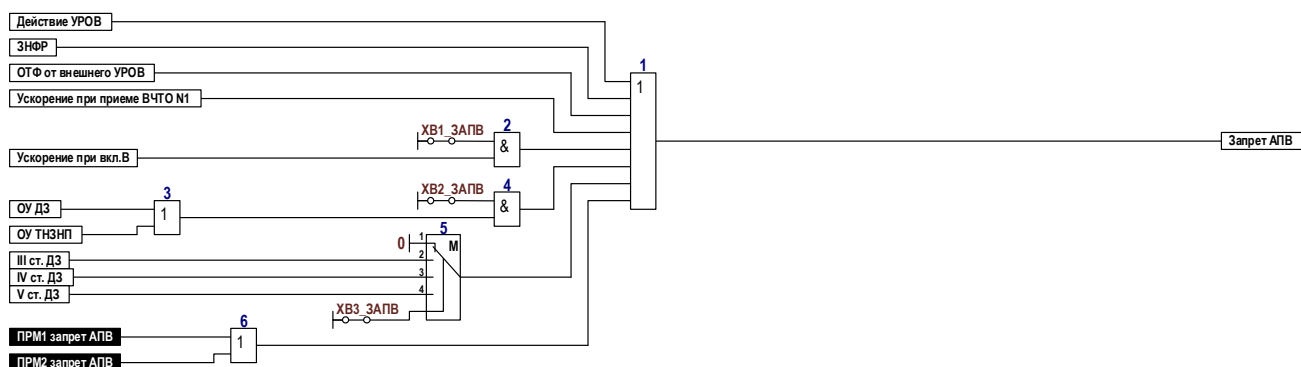 Действие УРОВ
ЗНФР
ОТФ от внешнего УРОВ
1
1
Ускорение при приеме ВЧТО N1
ХВ1_ЗАПВ
2
&
Запрет АПВ
Ускорение при вкл.В
ХВ2_ЗАПВ
4
&
3
1
ОУ ДЗ
ОУ ТНЗНП
5
0
1
М
2
III ст. ДЗ
3
IV ст. ДЗ
4
V ст. ДЗ
ХВ3_ЗАПВ
6
1
ПРМ1 запрет АПВ
ПРМ2 запрет АПВ